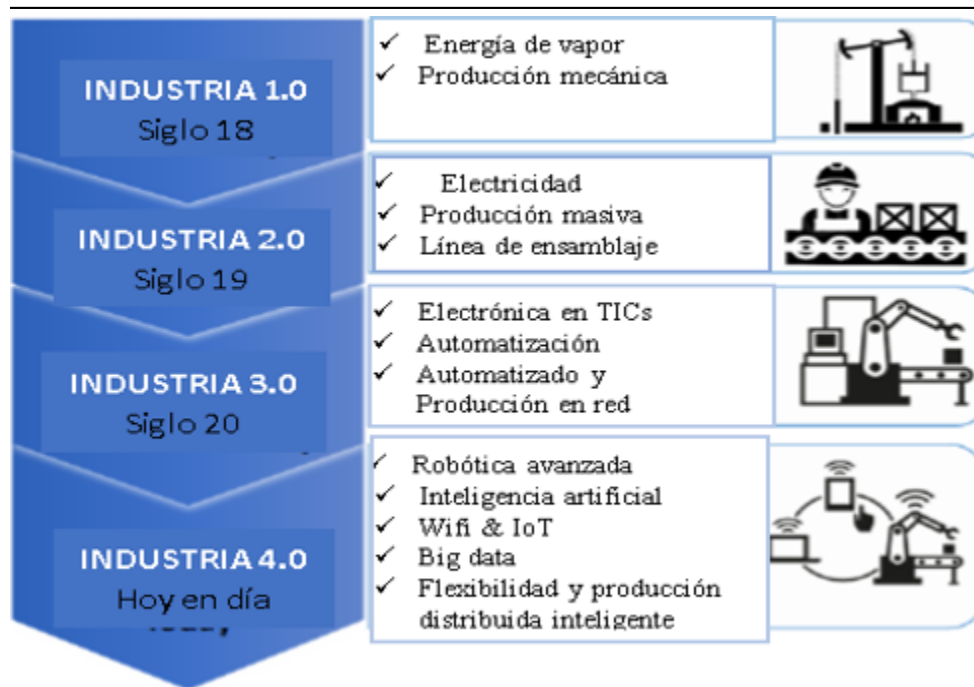 INDUSTRIA 1.0
Siglo 18
✓ Energía de vapor
✓ Producción mecánica
INDUSTRIA 2.0
Siglo 19
✓ Electricidad
✓ Producción masiva
✓ Línea de ensamblaje
INDUSTRIA 3.0
Siglo 20
✓ Electrónica en TICs
✓ Automatización
✓ Automatizado y
Producción en red
INDUSTRIA 4.0
Hoy en día
✓ Robótica avanzada
✓ Inteligencia artificial
✓ Wifi & IoT
✓ Big data
✓ Flexibilidad y producción
distribuida inteligente